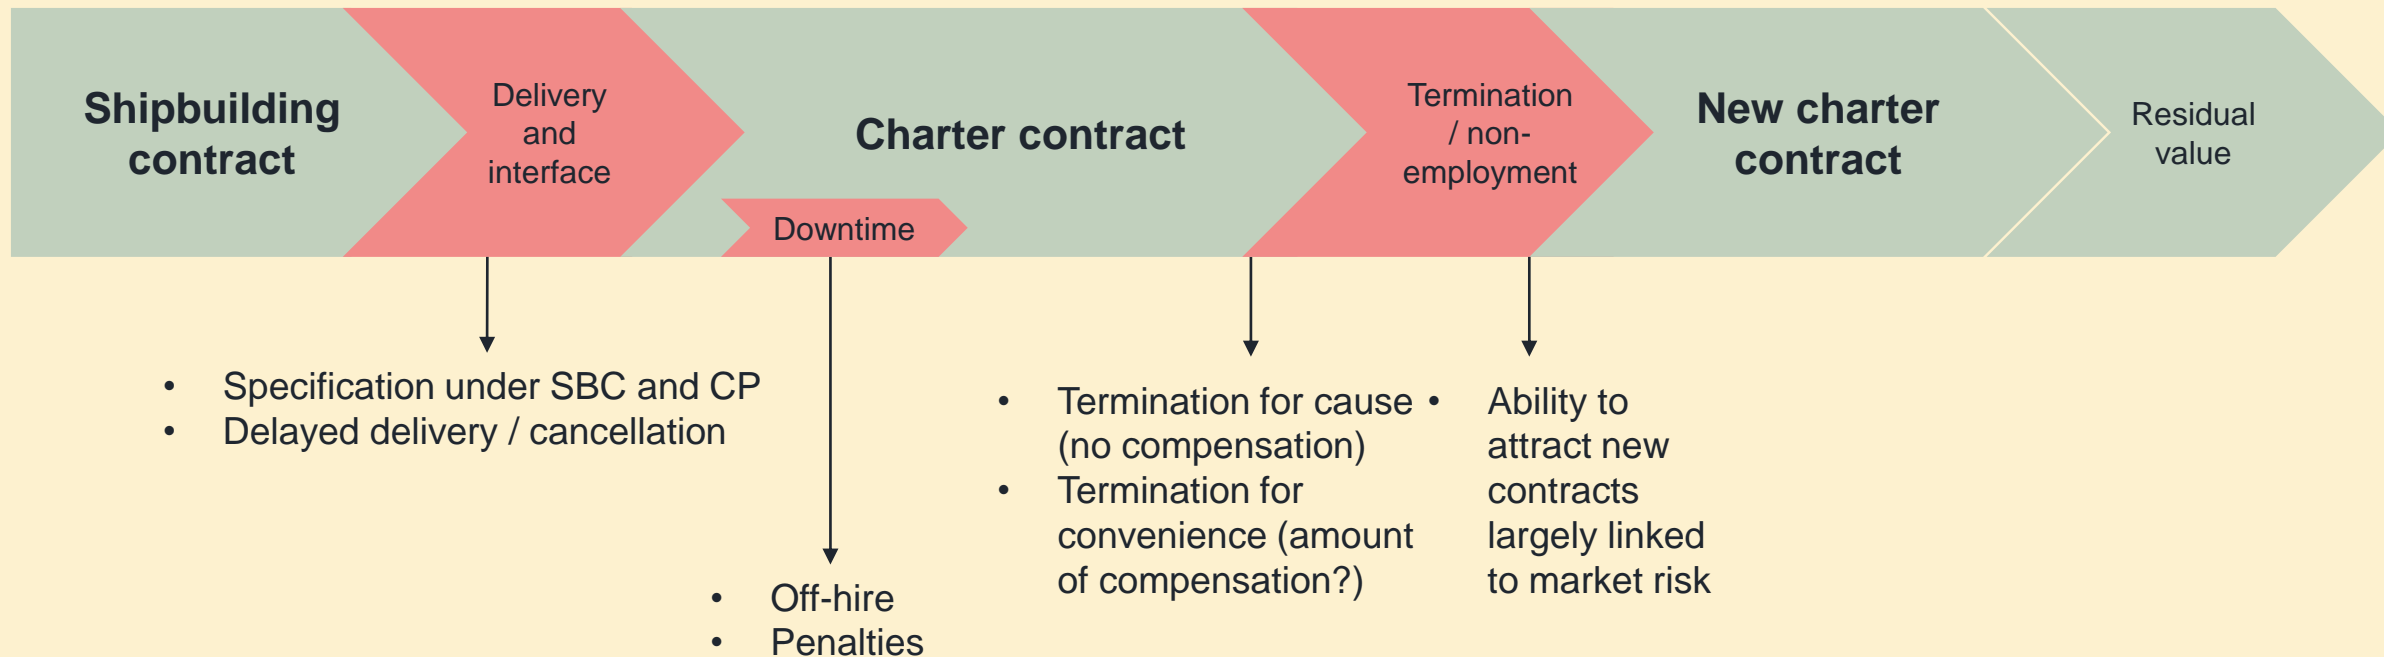 Shipbuilding
contract
Delivery
and
interface
Charter contract
Downtime
Termination
/ non-
employment
New charter
contract
Residual
value
• Specification under SBC and CP
• Delayed delivery / cancellation
• Off-hire
• Penalties
• Termination for cause
(no compensation)
• Termination for
convenience (amount
of compensation?)
• Ability to
attract new
contracts
largely linked
to market risk